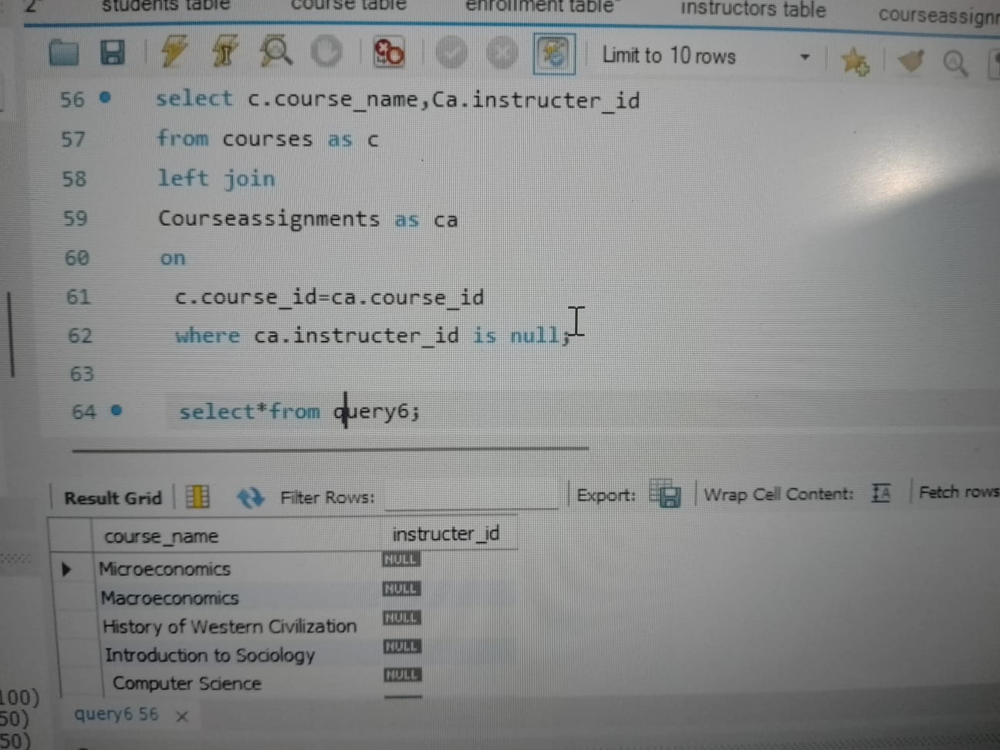 2
students table
course table
enrollment table
instructors table
Limit to 10 rows
56 select c.course_name,Ca.instructer_id
57 from courses as c
58 left join
59 Courseassignments as ca
60 on
61 c.course_id=ca.course_id
62 where ca.instructer_id is null;
63
64 select*from query6;
Result Grid
Filter Rows:
Export:
Wrap Cell Content:
Fetch rows
course_name instructer_id
Microeconomics NULL
Macroeconomics NULL
History of Western Civilization NULL
Introduction to Sociology NULL
Computer Science NULL
100)
query6 56 ×
50)
50)